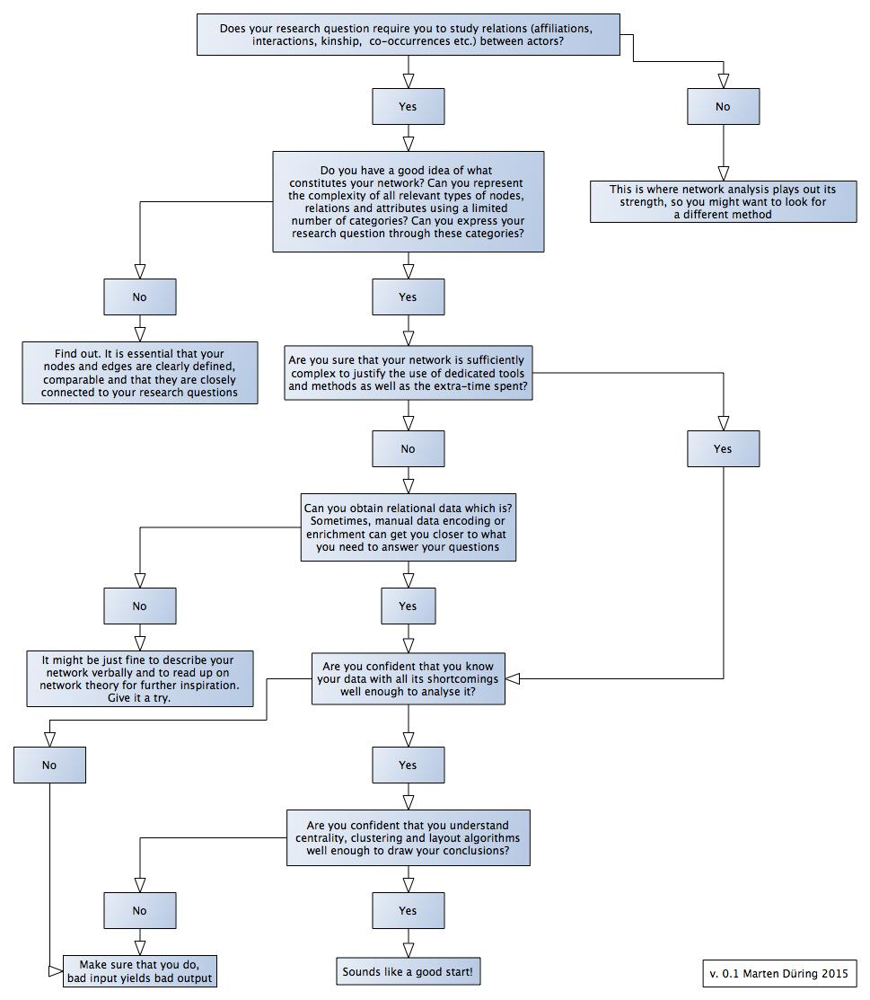 Does your research question require you to study relations (affiliations,
interactions, kinship, co-occurrences etc.) between actors?
Yes
No
Do you have a good idea of what
constitutes your network? Can you represent
the complexity of all relevant types of nodes,
relations and attributes using a limited
number of categories? Can you express your
research question through these categories?
This is where network analysis plays out its
strength, so you might want to look for
a different method
No
Yes
Find out. It is essential that your
nodes and edges are clearly defined,
comparable and that they are closely
connected to your research questions
Are you sure that your network is sufficiently
complex to justify the use of dedicated tools
and methods as well as the extra-time spent?
No
Yes
Can you obtain relational data which is?
Sometimes, manual data encoding or
enrichment can get you closer to what
you need to answer your questions
No
Yes
It might be just fine to describe your
network verbally and to read up on
network theory for further inspiration.
Give it a try.
Are you confident that you know
your data with all its shortcomings
well enough to analyse it?
No
Yes
Are you confident that you understand
centrality, clustering and layout algorithms
well enough to draw your conclusions?
No
Yes
Make sure that you do,
bad input yields bad output
Sounds like a good start!
v. 0.1 Marten Düring 2015